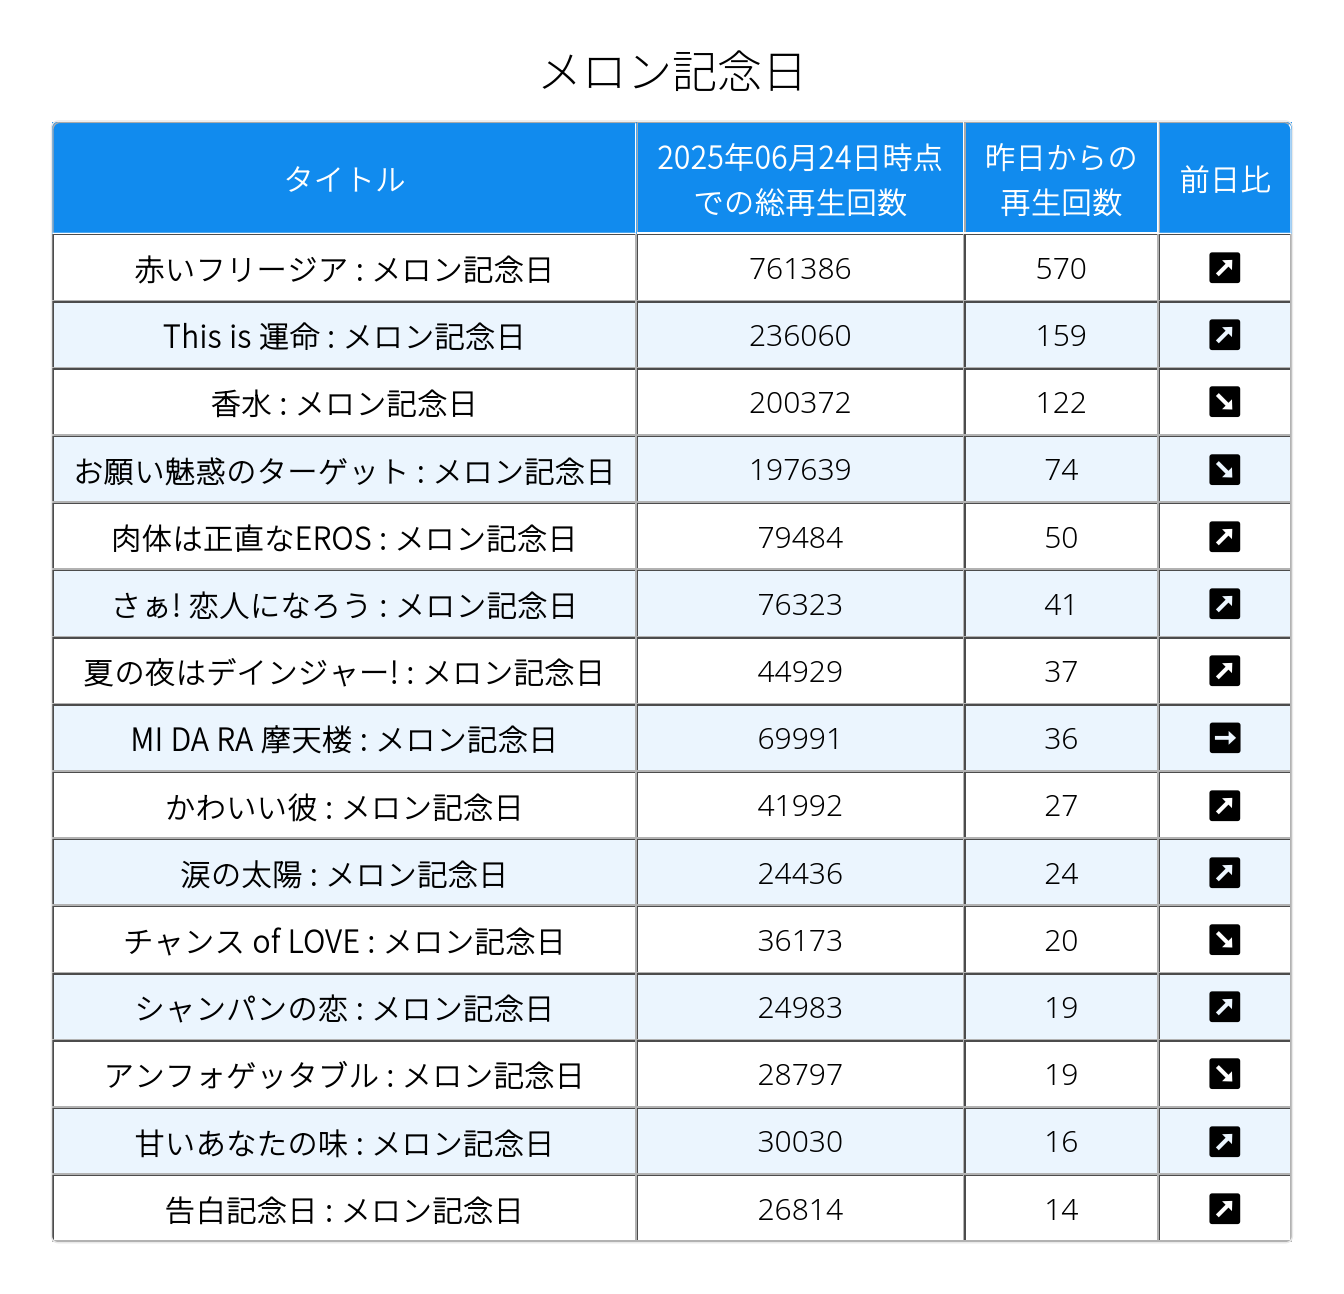 メロン記念日
タイトル 2025年06月24日時点での総再生回数 昨日からの再生回数 前日比
赤いフリージア : メロン記念日 761386 570 ↗
This is 運命 : メロン記念日 236060 159 ↗
香水 : メロン記念日 200372 122 ↘
お願い魅惑のターゲット : メロン記念日 197639 74 ↘
肉体は正直なEROS : メロン記念日 79484 50 ↗
さぁ! 恋人になろう : メロン記念日 76323 41 ↗
夏の夜はデインジャー! : メロン記念日 44929 37 ↗
MI DA RA 摩天楼 : メロン記念日 69991 36 →
かわいい彼 : メロン記念日 41992 27 ↗
涙の太陽 : メロン記念日 24436 24 ↗
チャンス of LOVE : メロン記念日 36173 20 ↘
シャンパンの恋 : メロン記念日 24983 19 ↗
アンフォゲッタブル : メロン記念日 28797 19 ↘
甘いあなたの味 : メロン記念日 30030 16 ↗
告白記念日 : メロン記念日 26814 14 ↗